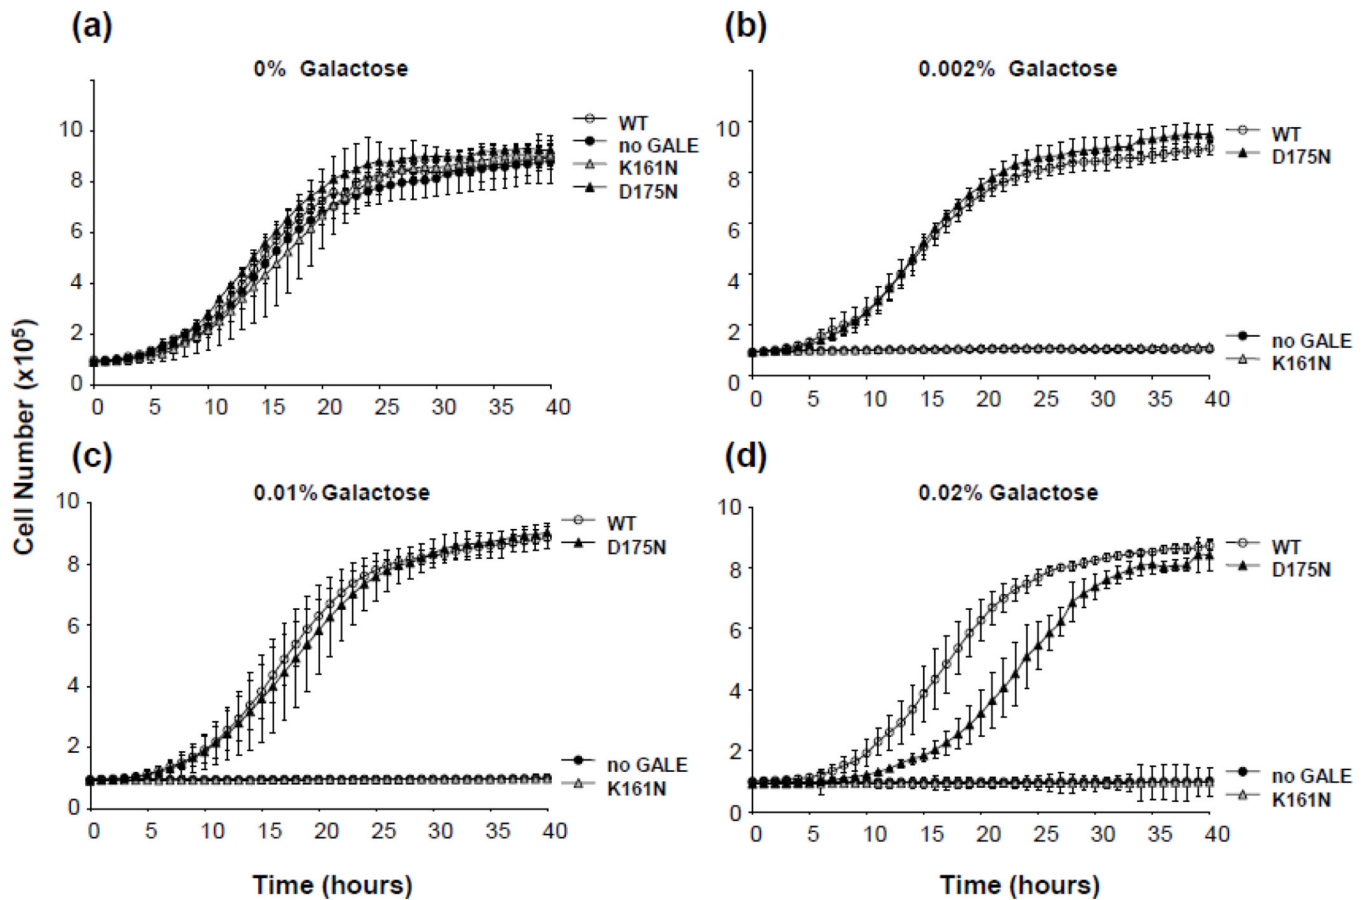 (a)
0% Galactose
10
8
6
4
2
0
0 5 10 15 20 25 30 35 40
WT
no GALE
K161N
D175N
(b)
0.002% Galactose
10
8
6
4
2
0
0 5 10 15 20 25 30 35 40
WT
D175N
no GALE
K161N
Cell Number (x10⁵)
(c)
0.01% Galactose
10
8
6
4
2
0
0 5 10 15 20 25 30 35 40
WT
D175N
no GALE
K161N
Time (hours)
(d)
0.02% Galactose
10
8
6
4
2
0
0 5 10 15 20 25 30 35 40
WT
D175N
no GALE
K161N
Time (hours)